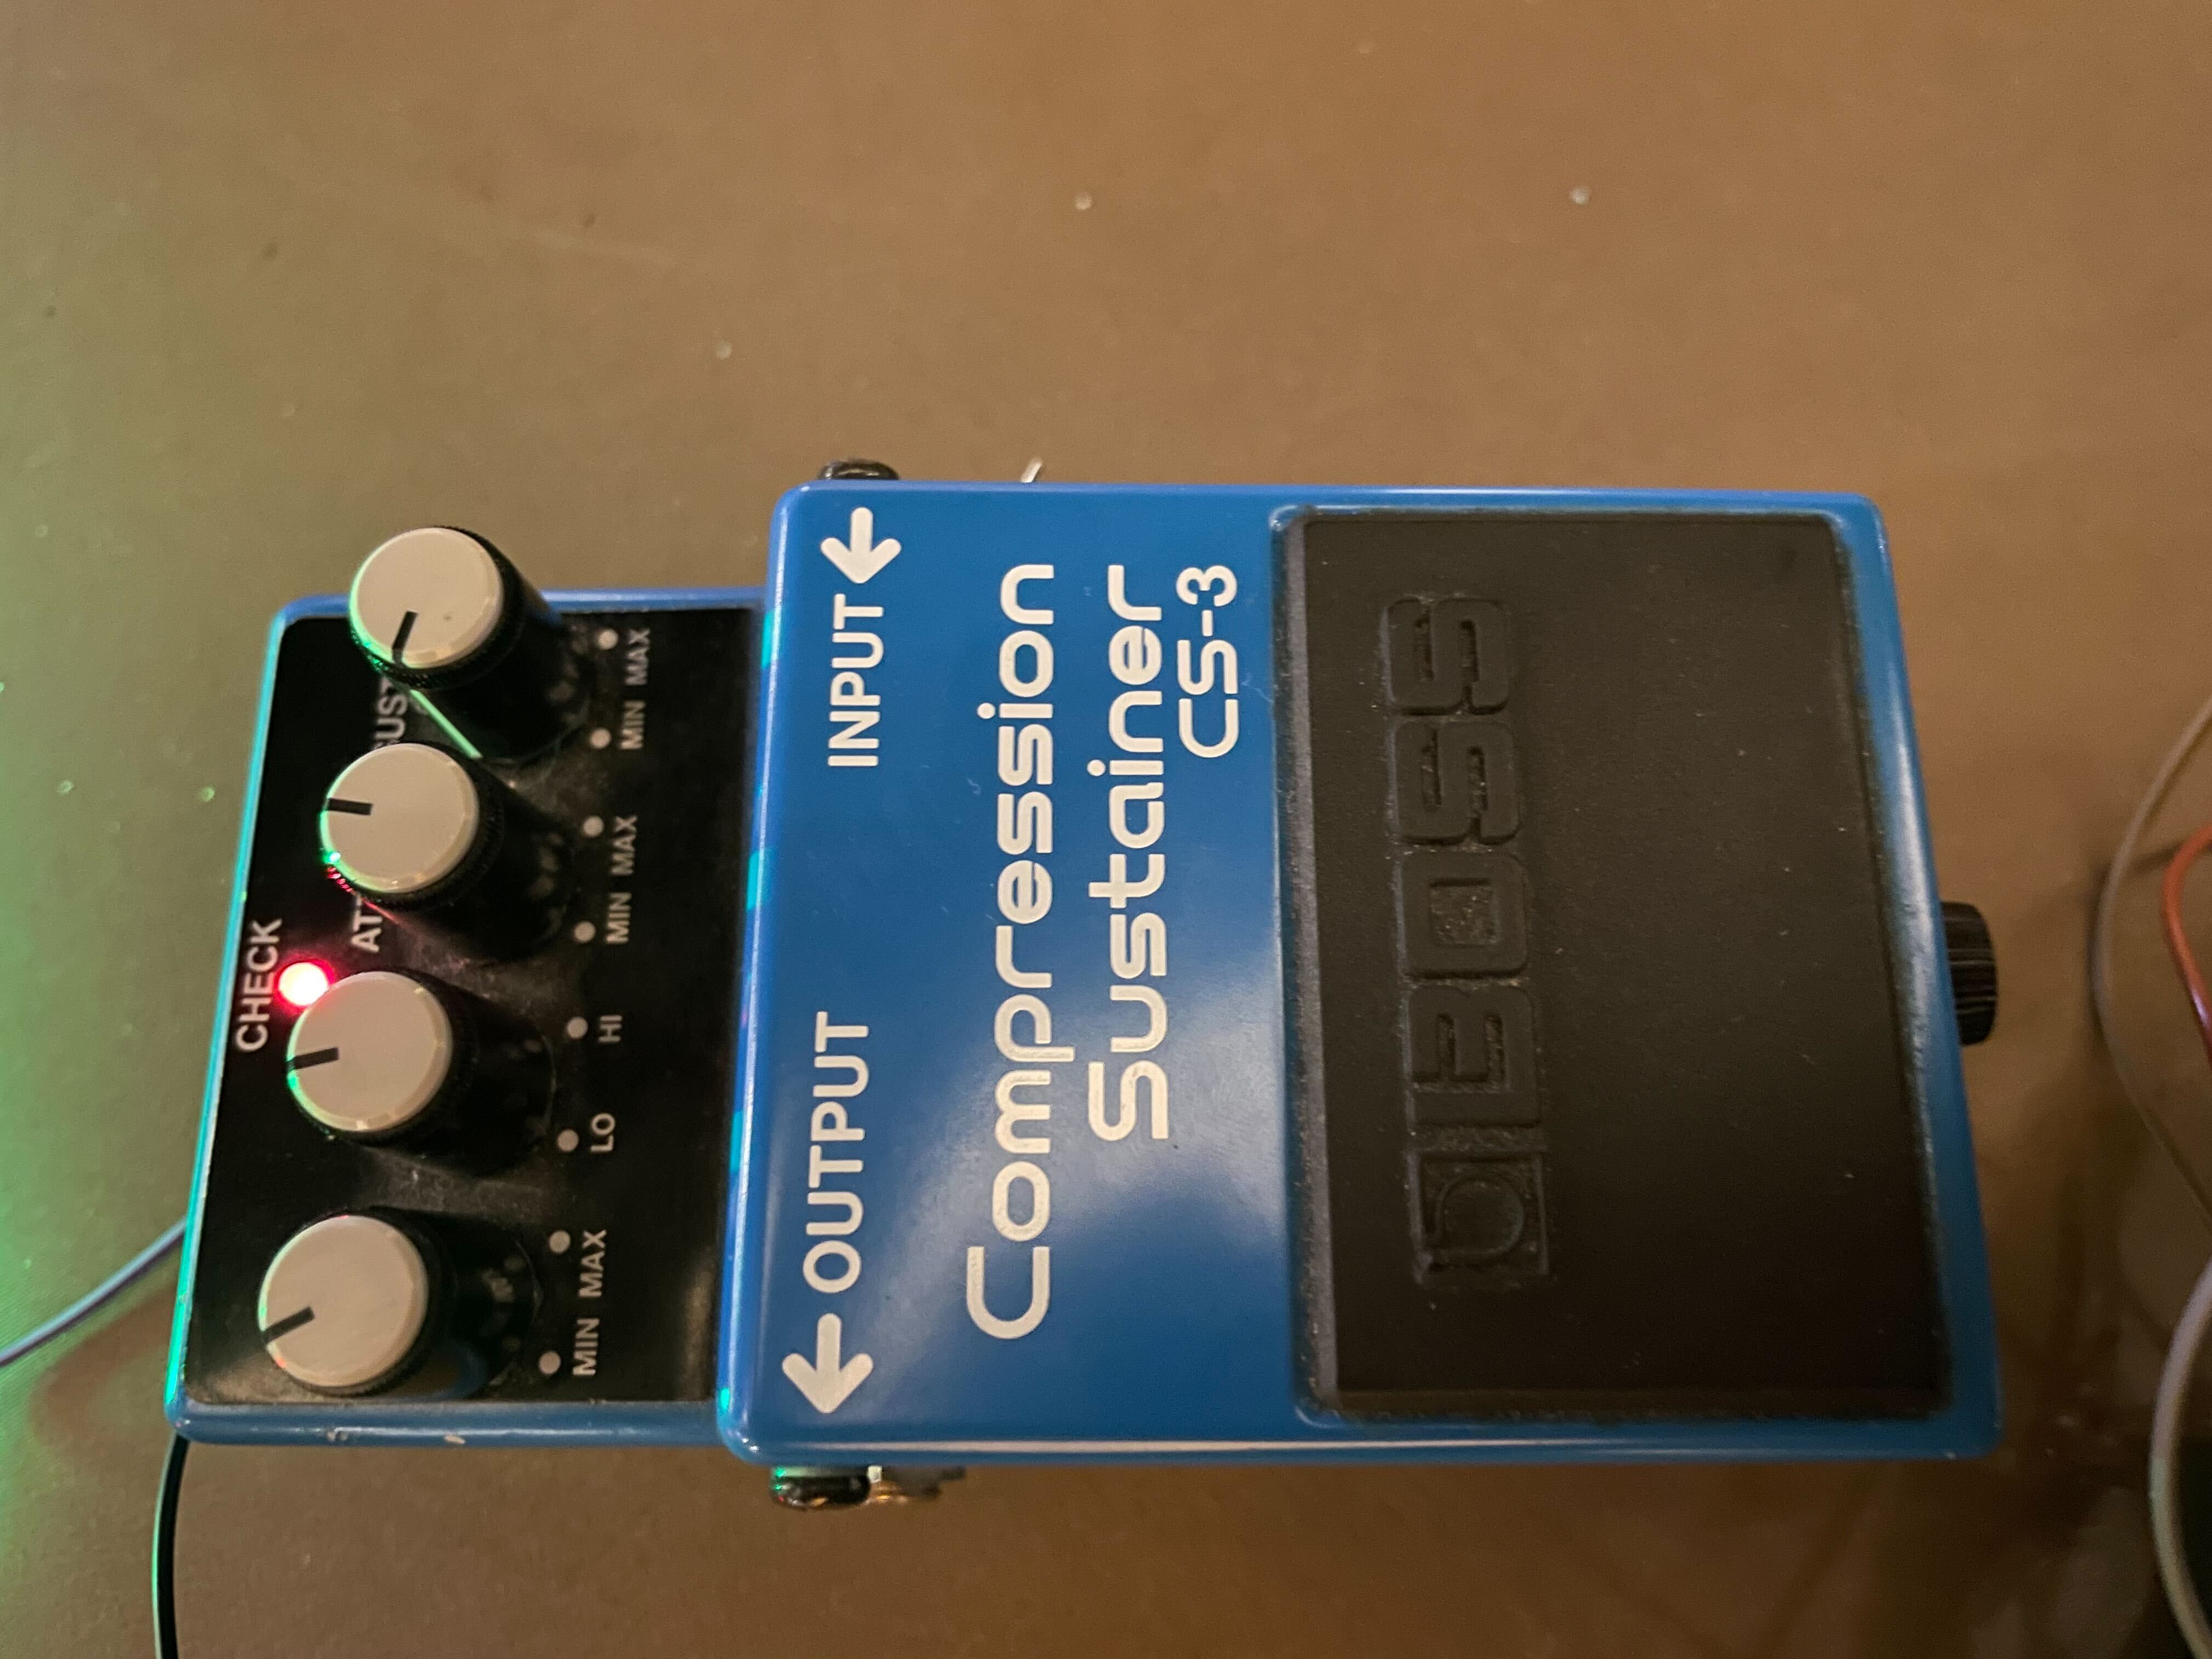 CHECK
MIN MAX LO HI MIN MAX MIN MAX
OUTPUT INPUT
Compression
Sustainer
CS-3
BOSS